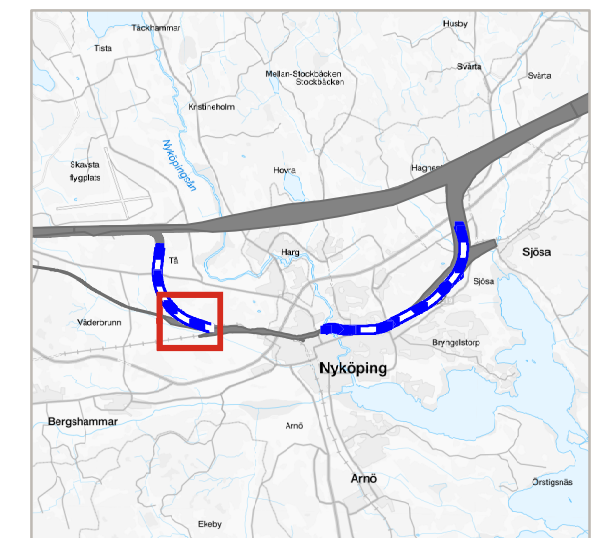 Täckhammar
Husby
Tista
Svärta
Mellan-Stockbäcken
Stockbäcken
Svärta
Kristineholm
Nyköpingsån
Skavsta
flygplats
Hovra
Hagnes
Harg
Sjösa
Tå
Sjösa
Väderbrunn
Bryngelstorp
Nyköping
Bergshammar
Arnö
Arnö
Örstigsnäs
Ekeby